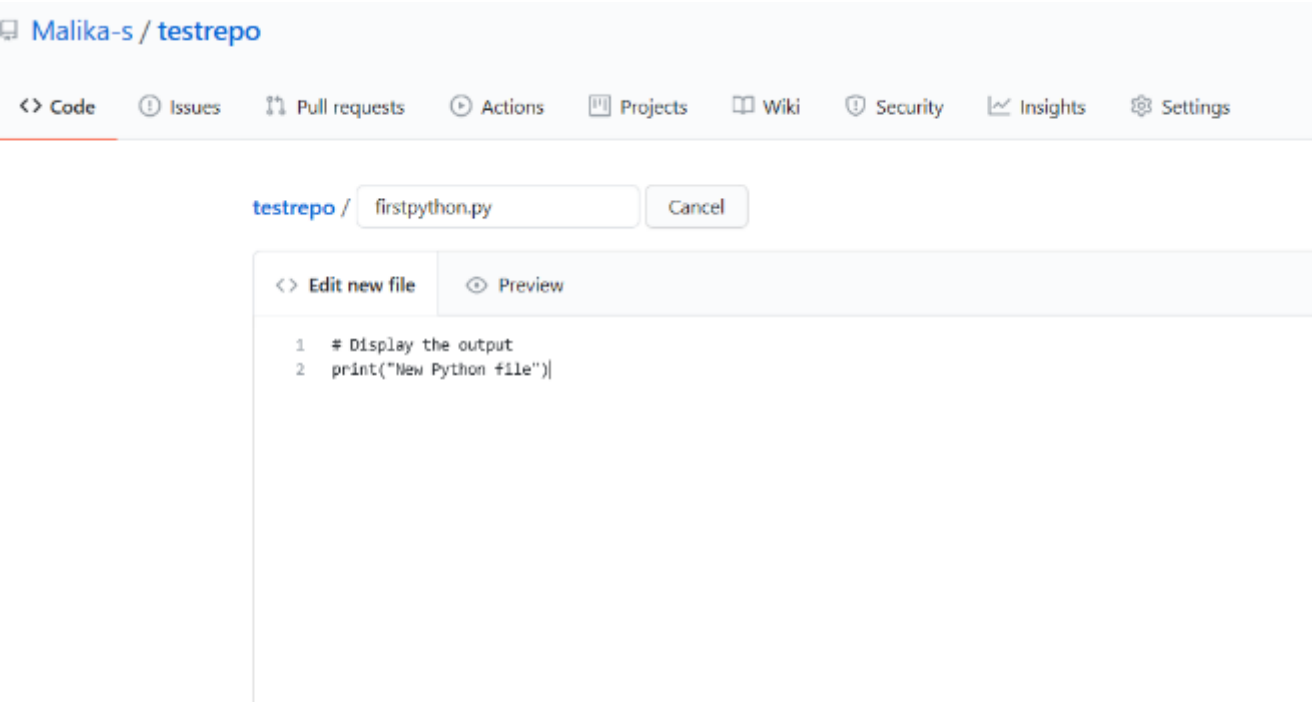 Malika-s / testrepo
<> Code Issues Pull requests Actions Projects Wiki Security Insights Settings
testrepo / firstpython.py Cancel
<> Edit new file Preview
1 # Display the output
2 print("New Python file")